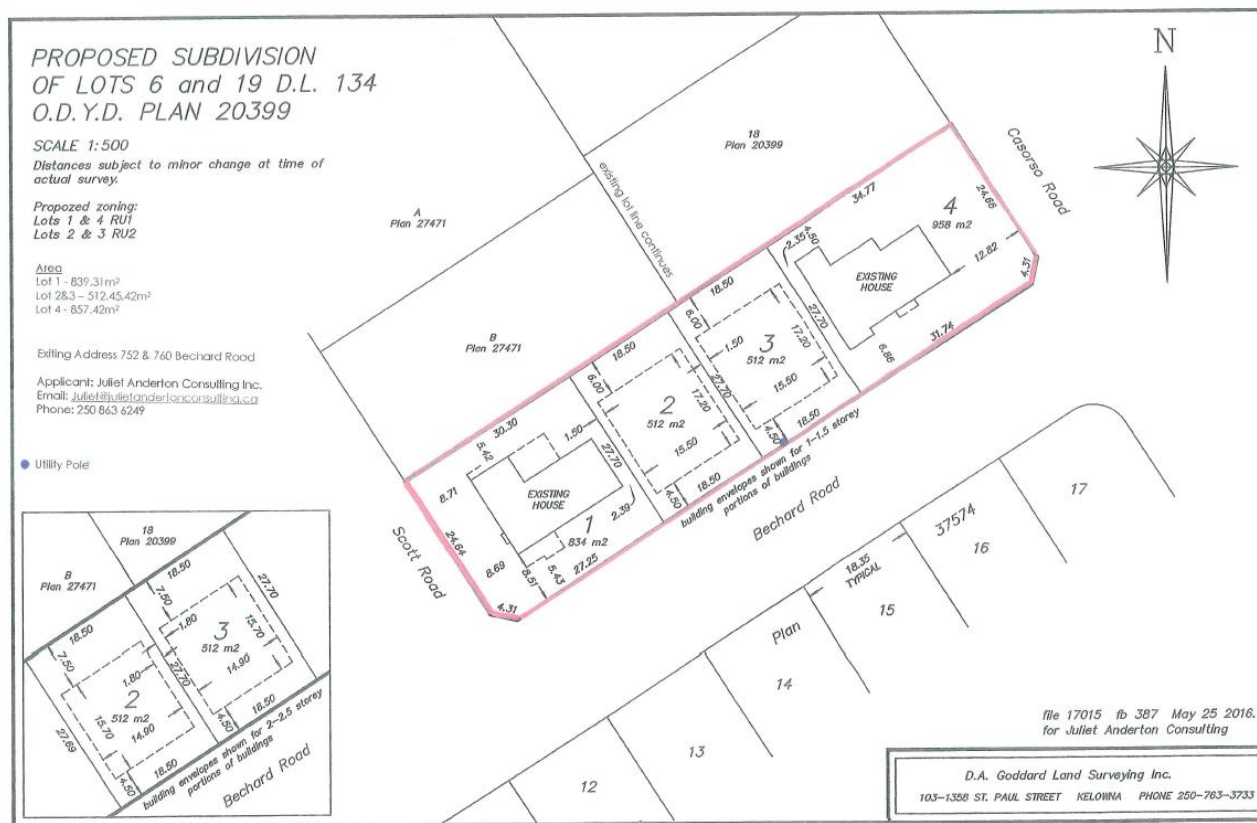 PROPOSED SUBDIVISION
OF LOTS 6 and 19 D.L. 134
O.D.Y.D. PLAN 20399
SCALE 1:500
Distances subject to minor change at time of
actual survey.
Propozed zoning:
Lots 1 & 4 RU1
Lots 2 & 3 RU2
Area
Lot 1 - 839.31m²
Lot 2&3 – 512.45.42m²
Lot 4 - 857.42m²
Exiting Address 752 & 760 Bechard Road
Applicant: Juliet Anderton Consulting Inc.
Email: Juliet@julietandertonconsulting.ca
Phone: 250 863 6249
Utility Pole
N
18
Plan 20399
Casorso Road
existing lot line continues
A
Plan 27471
B
Plan 27471
34.77
4
958 m2
24.66
12.82
4.31
2.35
4.50
EXISTING
HOUSE
27.70
6.86
31.74
18.50
6.00
1.50
3
512 m2
17.20
15.50
27.70
4.50
18.50
18.50
6.00
2
512 m2
17.20
15.50
4.50
18.50
30.30
5.42
1.50
27.70
8.71
EXISTING
HOUSE
2.39
1
834 m2
24.64
8.69
8.51
5.43
27.25
4.31
Scott Road
building envelopes shown for 1-1.5 storey
portions of buildings
Bechard Road
Plan
37574
18.35
TYPICAL
12
13
14
15
16
17
18
Plan 20399
B
Plan 27471
18.50
7.50
1.80
3
512 m2
15.70
14.90
27.70
18.50
7.50
1.80
27.70
2
512 m2
15.70
14.90
27.69
4.50
18.50
4.50
18.50
building envelopes shown for 2-2.5 storey
portions of buildings
Bechard Road
file 17015 fb 387 May 25 2016.
for Juliet Anderton Consulting
D.A. Goddard Land Surveying Inc.
103-1358 ST. PAUL STREET KELOWNA PHONE 250-763-3733